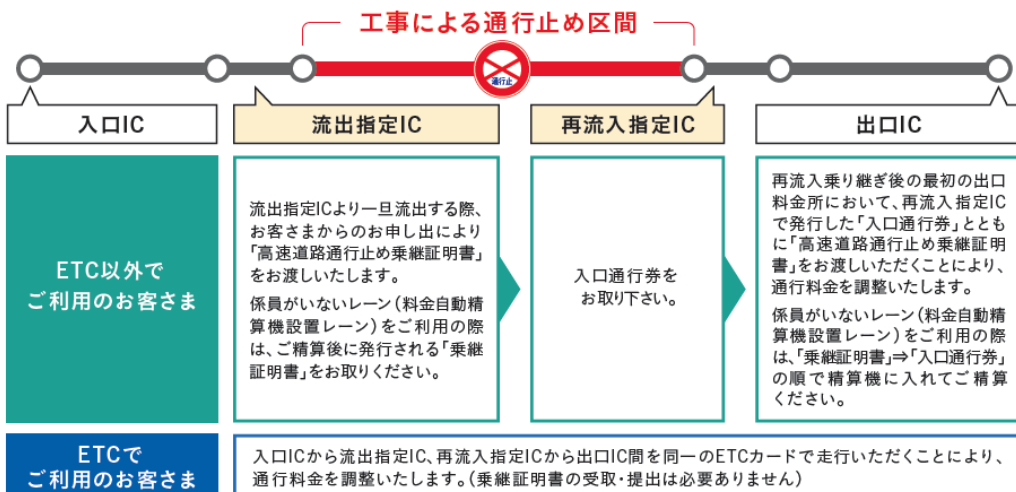 工事による通行止め区間
通行止
入口IC
流出指定IC
再流入指定IC
出口IC
ETC以外で
ご利用のお客さま
流出指定ICより一旦流出する際、
お客さまからのお申し出により
「高速道路通行止め乗継証明書」
をお渡しいたします。
係員がいないレーン(料金自動精
算機設置レーン)をご利用の際
は、ご精算後に発行される「乗継
証明書」をお取りください。
入口通行券を
お取り下さい。
再流入乗り継ぎ後の最初の出口
料金所において、再流入指定IC
で発行した「入口通行券」ととも
に「高速道路通行止め乗継証明
書」をお渡しいただくことにより、
通行料金を調整いたします。
係員がいないレーン(料金自動精
算機設置レーン)をご利用の際
は、「乗継証明書」⇒「入口通行券」
の順で精算機に入れてご精算
ください。
ETCで
ご利用のお客さま
入口ICから流出指定IC、再流入指定ICから出口IC間を同一のETCカードで走行いただくことにより、
通行料金を調整いたします。(乗継証明書の受取・提出は必要ありません)